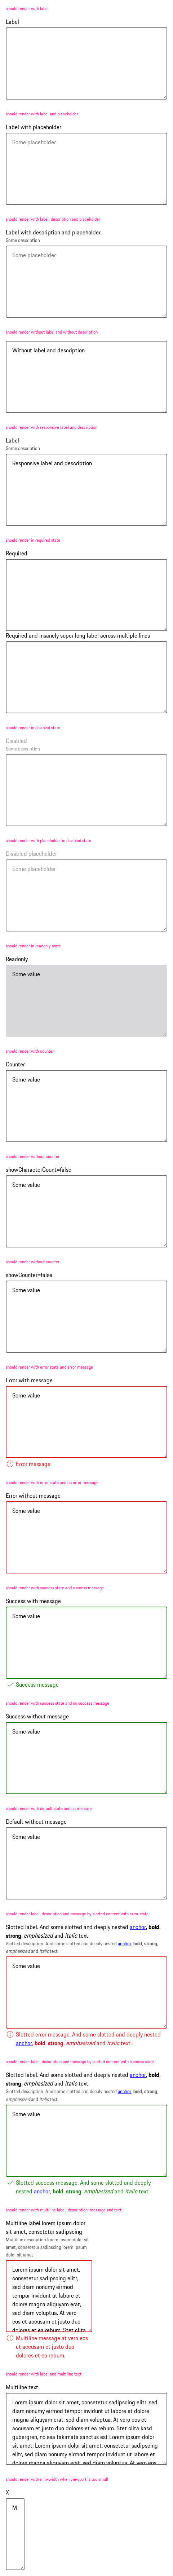 should render with label
Label
should render with label and placeholder
Label with placeholder
Some placeholder
should render with label, description and placeholder
Label with description and placeholder
Some description
Some placeholder
should render without label and without description
Without label and description
should render with responsive label and description
Label
Some description
Responsive label and description
should render in required state
Required
Required and insanely super long label across multiple lines
should render in disabled state
Disabled
Some description
should render with placeholder in disabled state
Disabled placeholder
Some placeholder
should render in readonly state
Readonly
Some value
should render with counter
Counter
Some value
should render without counter
showCharacterCount=false
Some value
should render without counter
showCounter=false
Some value
should render with error state and error message
Error with message
Some value
Error message
should render with error state and no error message
Error without message
Some value
should render with success state and success message
Success with message
Some value
Success message
should render with success state and no success message
Success without message
Some value
should render with default state and no message
Default without message
Some value
should render label, description and message by slotted content with error state
Slotted label. And some slotted and deeply nested anchor, bold,
strong, emphasized and italic text.
Slotted description. And some slotted and deeply nested anchor, bold, strong,
emphasized and italic text.
Some value
Slotted error message. And some slotted and deeply nested
anchor, bold, strong, emphasized and italic text.
should render label, description and message by slotted content with success state
Slotted label. And some slotted and deeply nested anchor, bold,
strong, emphasized and italic text.
Slotted description. And some slotted and deeply nested anchor, bold, strong,
emphasized and italic text.
Some value
Slotted success message. And some slotted and deeply
nested anchor, bold, strong, emphasized and italic text.
should render with multiline label, description, message and text
Multiline label lorem ipsum dolor
sit amet, consetetur sadipscing
Multiline description lorem ipsum dolor sit
amet, consetetur sadipscing lorem ipsum
dolor sit amet
Lorem ipsum dolor sit amet,
consetetur sadipscing elitr,
sed diam nonumy eirmod
tempor invidunt ut labore et
dolore magna aliquyam erat,
sed diam voluptua. At vero
eos et accusam et justo duo
dolores et ea rebum. Stet clita
Multiline message at vero eos
et accusam et justo duo
dolores et ea rebum.
should render with label and multiline text
Multiline text
Lorem ipsum dolor sit amet, consetetur sadipscing elitr, sed
diam nonumy eirmod tempor invidunt ut labore et dolore
magna aliquyam erat, sed diam voluptua. At vero eos et
accusam et justo duo dolores et ea rebum. Stet clita kasd
gubergren, no sea takimata sanctus est Lorem ipsum dolor
sit amet. Lorem ipsum dolor sit amet, consetetur sadipscing
elitr, sed diam nonumy eirmod tempor invidunt ut labore et
dolore magna aliquyam erat, sed diam voluptua. At vero eos
should render with min-width when viewport is too small
X
M